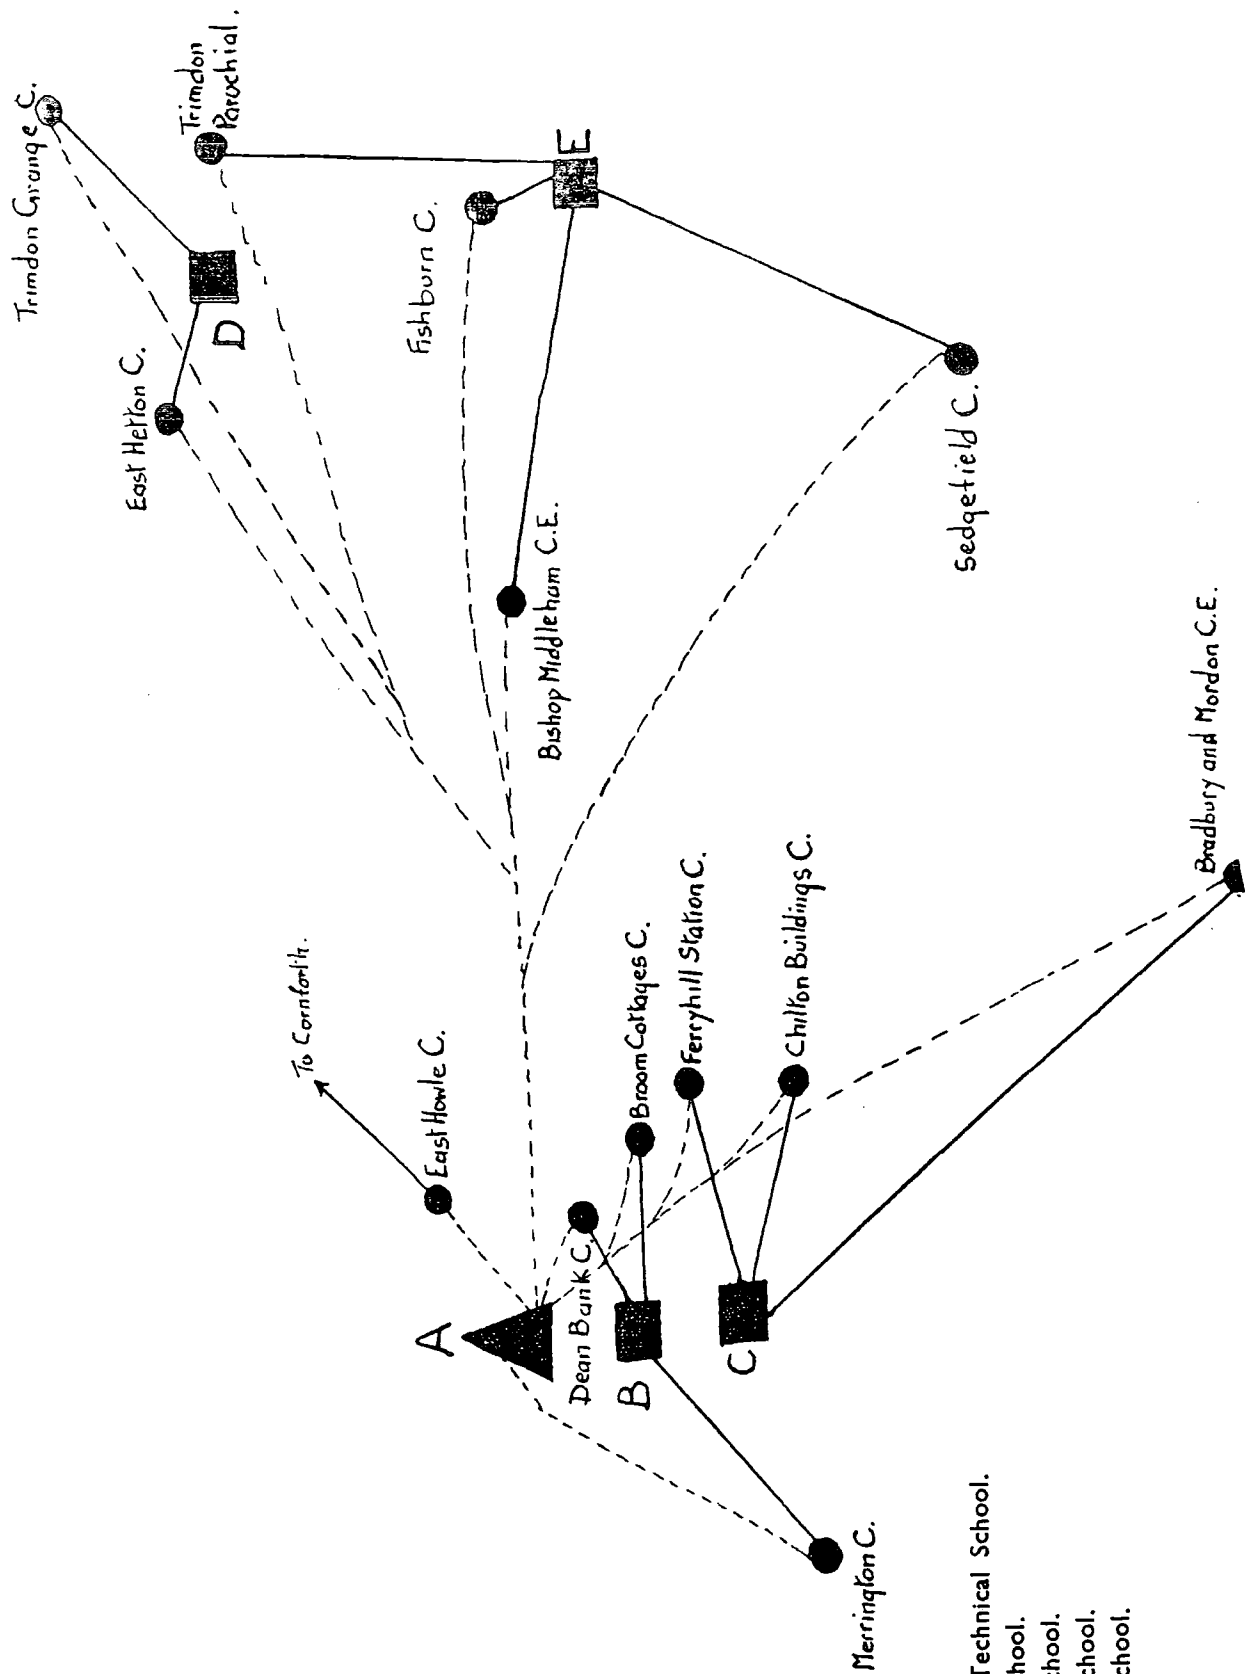 Trimdon Grange C.
Trimdon
Parochial.
East Hetton C.
D
Fishburn C.
E
Bishop Middleham C.E.
Sedgefield C.
To Cornforth.
East Howle C.
A
Dean Bank C.
Broom Cottages C.
B
Ferryhill Station C.
Chilton Buildings C.
C
Bradbury and Mordon C.E.
Merrington C.
Technical School.
hool.
hool.
chool.
chool.